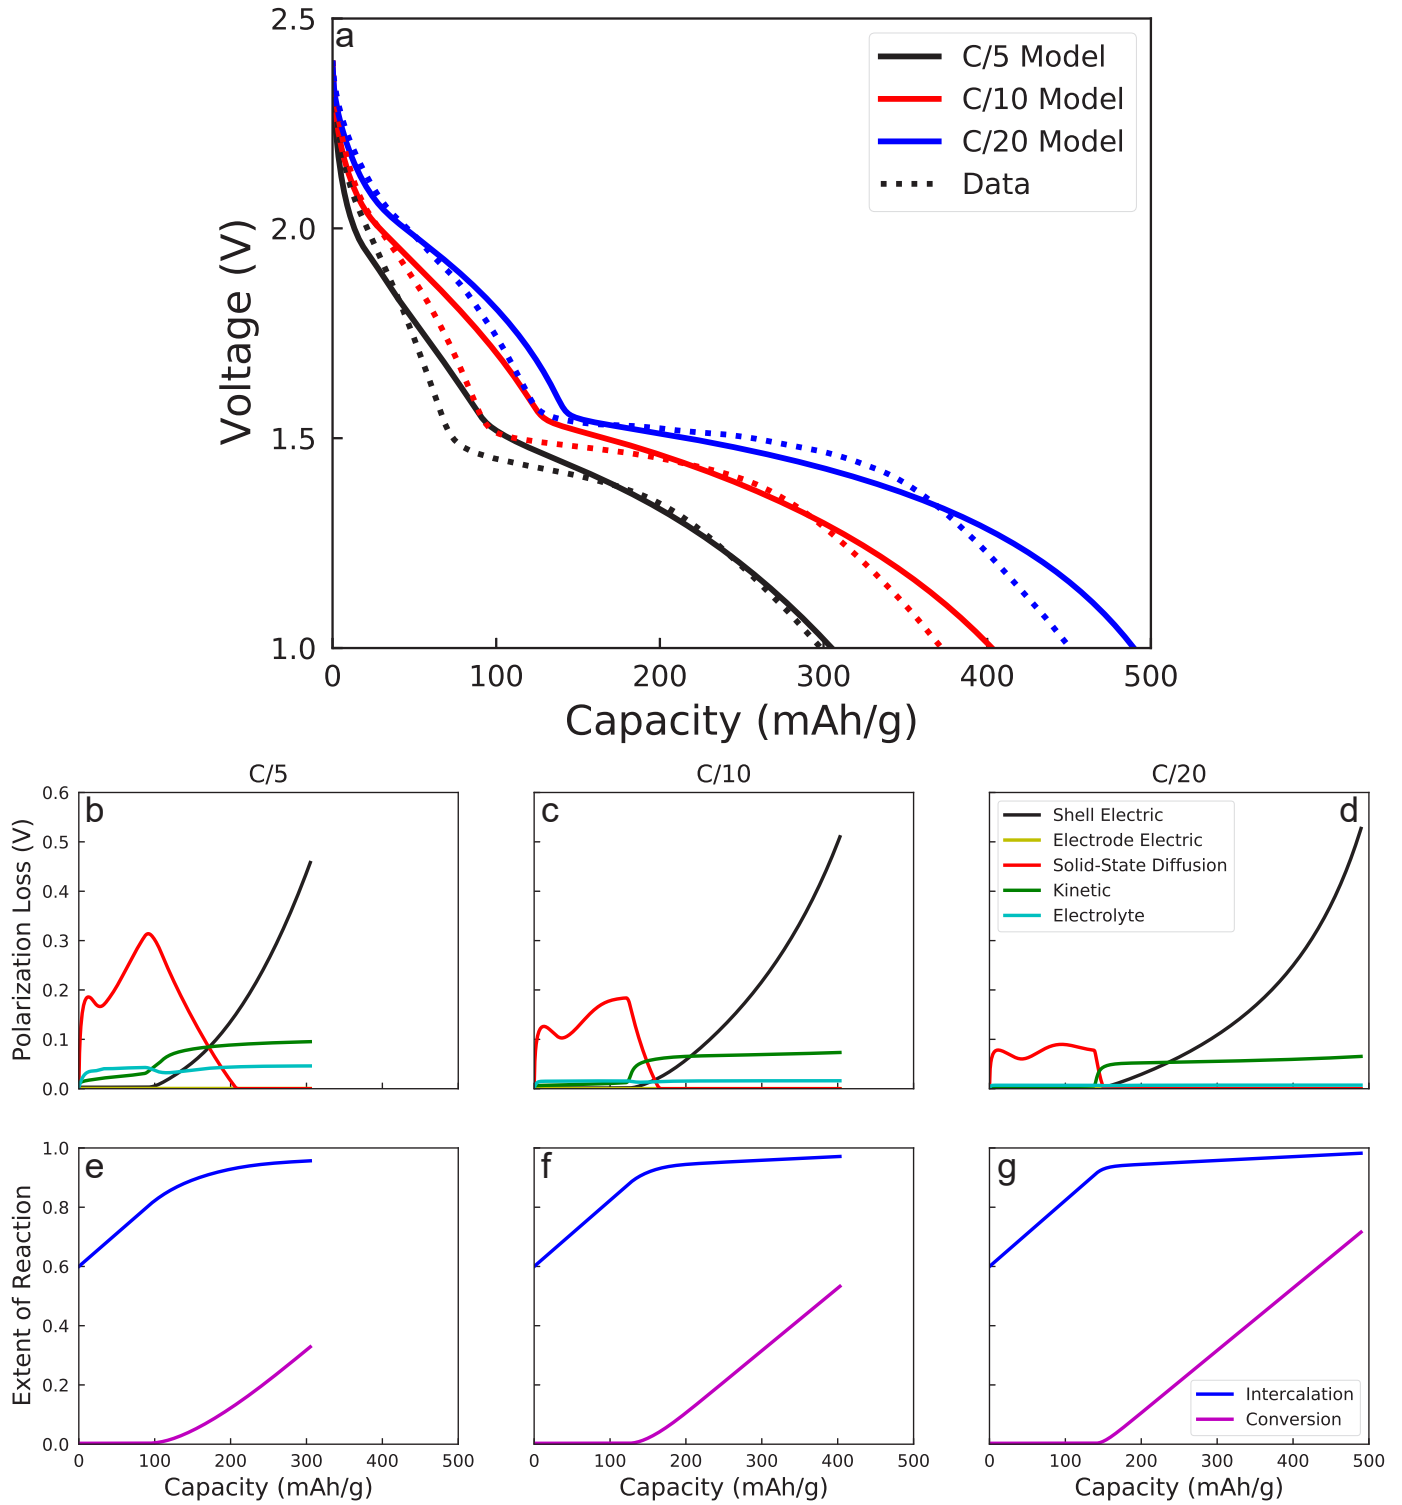 a
2.5
2.0
1.5
1.0
Voltage (V)
C/5 Model
C/10 Model
C/20 Model
Data
0
100
200
300
400
500
Capacity (mAh/g)
C/5
C/10
C/20
b
c
d
0.6
0.5
0.4
0.3
0.2
0.1
0.0
Polarization Loss (V)
Shell Electric
Electrode Electric
Solid-State Diffusion
Kinetic
Electrolyte
e
f
g
1.0
0.8
0.6
0.4
0.2
0.0
Extent of Reaction
Intercalation
Conversion
0 100 200 300 400 500
0 100 200 300 400 500
0 100 200 300 400 500
Capacity (mAh/g)
Capacity (mAh/g)
Capacity (mAh/g)